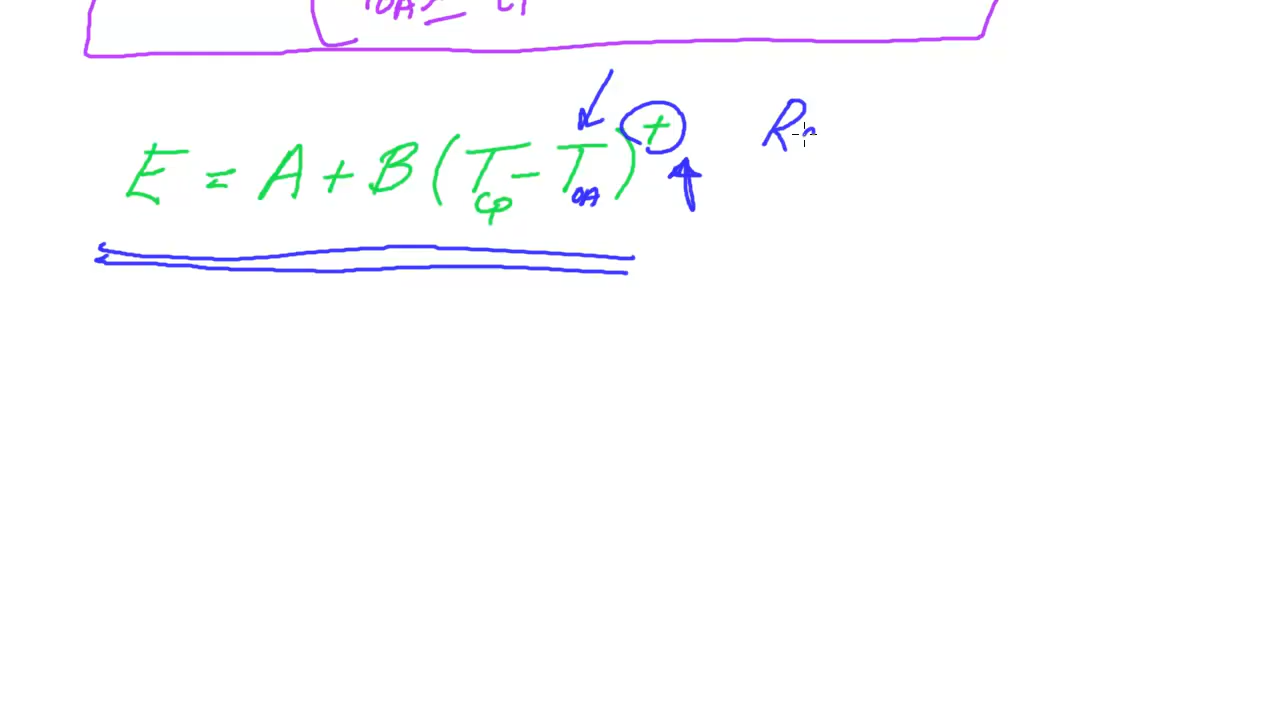 E = A + B(T_cp - T_OA)^+